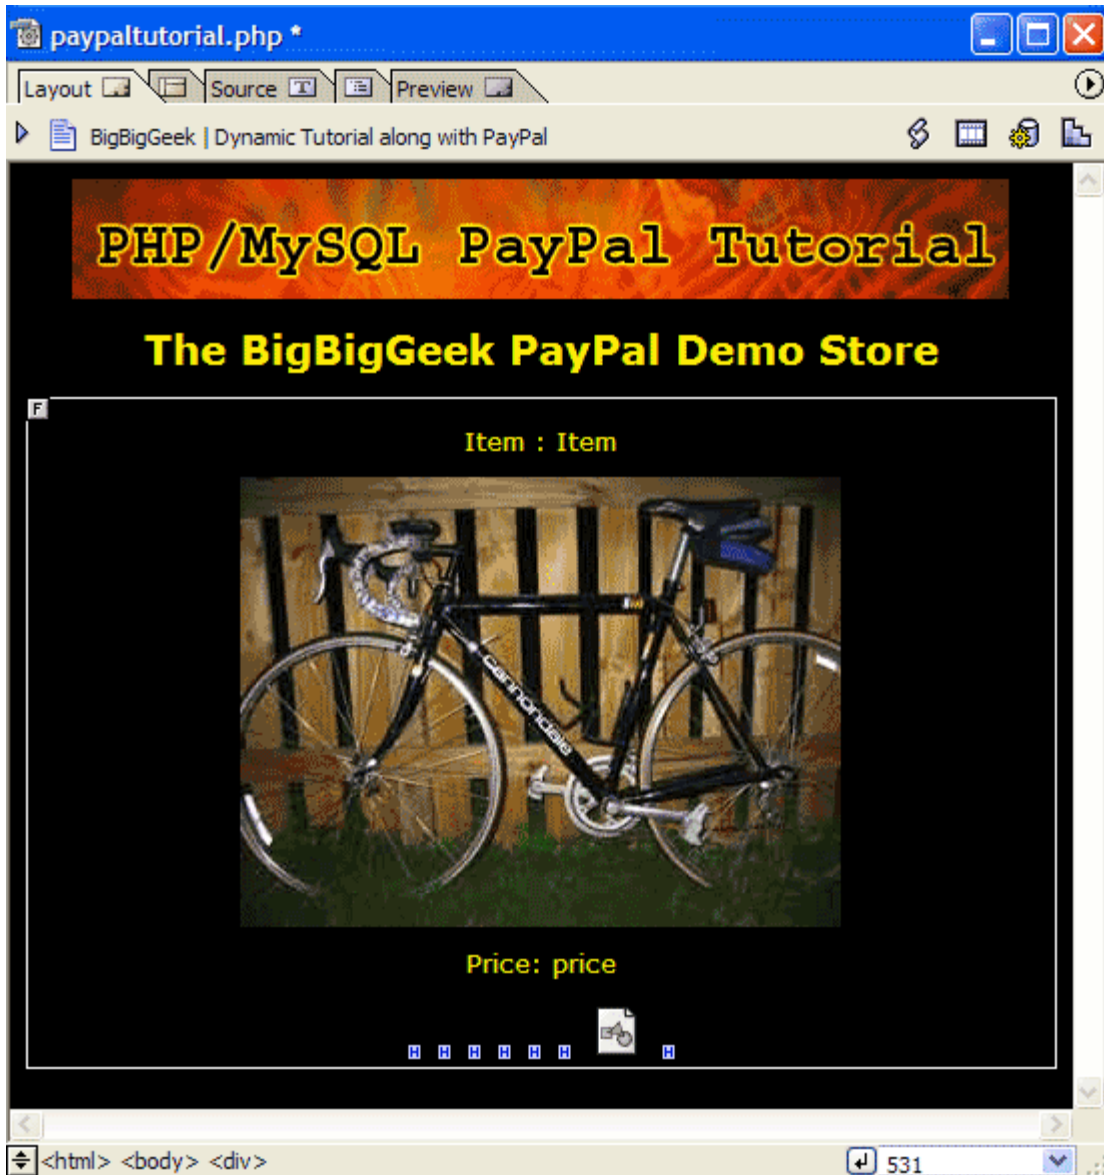 paypaltutorial.php *
Layout Source T Preview
BigBigGeek | Dynamic Tutorial along with PayPal
PHP/MySQL PayPal Tutorial
The BigBigGeek PayPal Demo Store
F
Item : Item
cannondale
Price: price
H H H H H H H
<html> <body> <div>
531